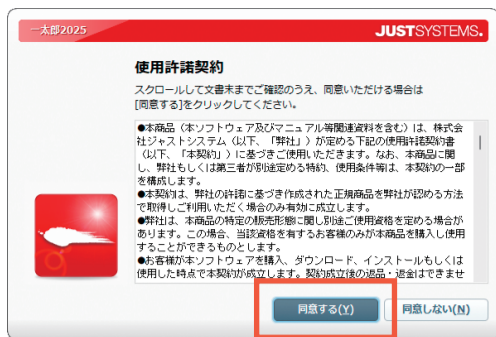 一太郎2025
JUSTSYSTEMS.
使用許諾契約
スクロールして文書末までご確認のうえ、同意いただける場合は
[同意する]をクリックしてください。
●本商品（本ソフトウェア及びマニュアル等関連資料を含む）は、株式会
社ジャストシステム（以下、「弊社」）が定める下記の使用許諾契約書
（以下、「本契約」）に基づきご使用いただきます。なお、本商品に関
し、弊社もしくは第三者が別途定める特約、使用条件等は、本契約の一部
を構成します。
●本契約は、弊社の許諾に基づき作成された正規商品を弊社が認める方法
で取得しご利用いただく場合のみ有効に成立します。
●弊社は、本商品の特定の販売形態に関し別途ご使用資格を定める場合が
あります。この場合、当該資格を有するお客様のみが本商品を購入し使用
することができるものとします。
●お客様が本ソフトウェアを購入、ダウンロード、インストールもしくは
使用した時点で本契約が成立します。契約成立後の返品・返金はできませ
同意する(Y)
同意しない(N)